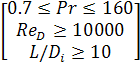 0.7 ≤ Pr ≤ 160
Re_D ≥ 10000
L/D_i ≥ 10